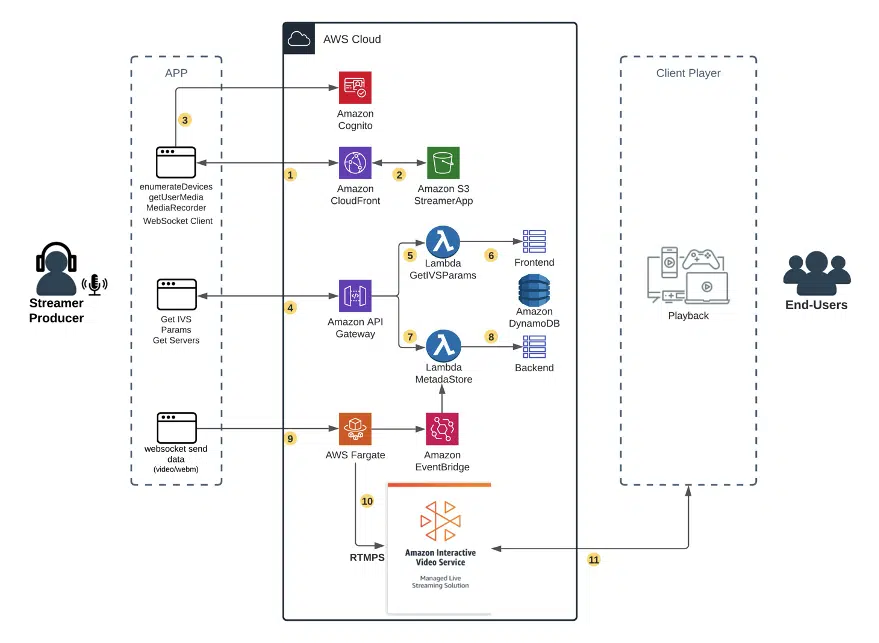 AWS Cloud
APP
Client Player
3
Amazon
Cognito
1
2
enumerateDevices
getUserMedia
MediaRecorder
WebSocket Client
Amazon
CloudFront
Amazon S3
StreamerApp
5
6
Lambda
GetIVSParams
Frontend
Streamer
Producer
4
Get IVS
Params
Get Servers
Amazon API
Gateway
Amazon
DynamoDB
Playback
End-Users
7
8
Lambda
MetadaStore
Backend
9
websocket send
data
(video/webm)
AWS Fargate
Amazon
EventBridge
10
RTMPS
Amazon Interactive
Video Service
Managed Live
Streaming Solution
11